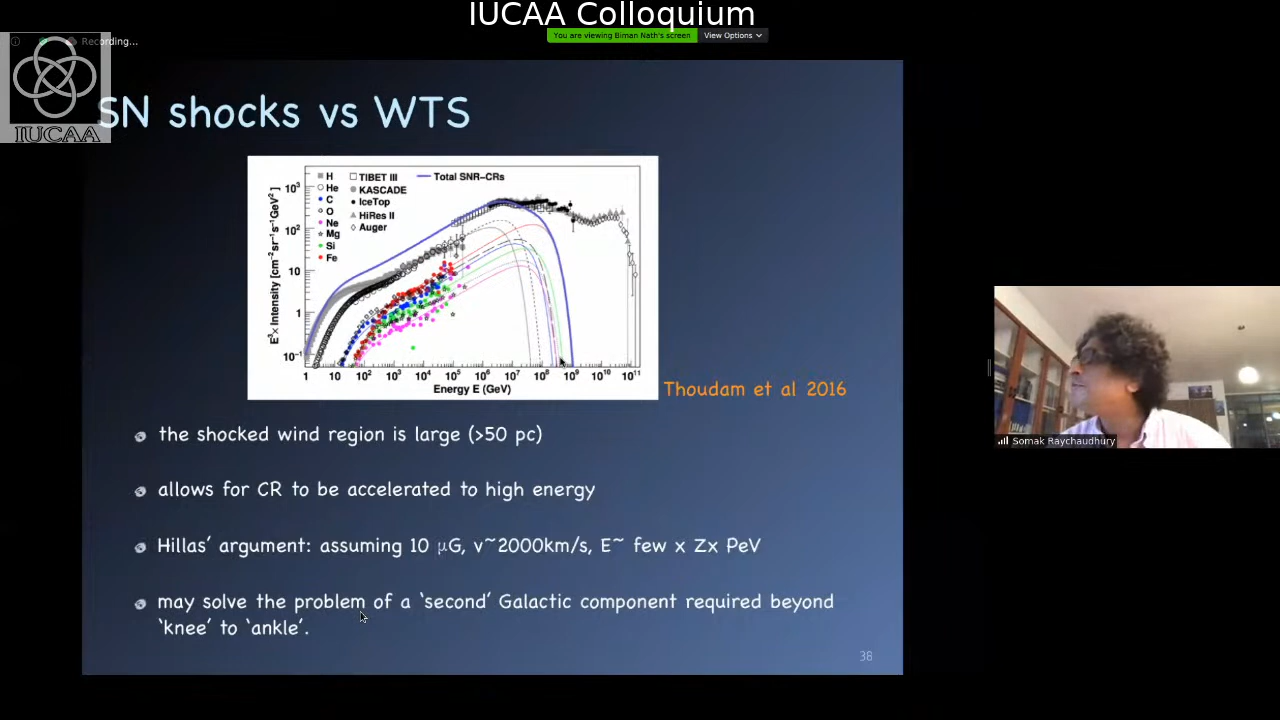 IUCAA Colloquium
You are viewing Biman Nath's screen
View Options
Recording...
IUCAA
SN shocks vs WTS
H
He
C
O
Ne
Mg
Si
Fe
TIBET III
KASCADE
IceTop
HiRes II
Auger
Total SNR-CRs
E³× Intensity [cm⁻²sr⁻¹s⁻¹GeV²]
10³
10²
10
1
10⁻¹
1 10 10² 10³ 10⁴ 10⁵ 10⁶ 10⁷ 10⁸ 10⁹ 10¹⁰ 10¹¹
Energy E (GeV)
Thoudam et al 2016
the shocked wind region is large (>50 pc)
allows for CR to be accelerated to high energy
Hillas' argument: assuming 10 μG, v~2000km/s, E~ few x Zx PeV
may solve the problem of a 'second' Galactic component required beyond
'knee' to 'ankle'.
38
Somak Raychaudhury